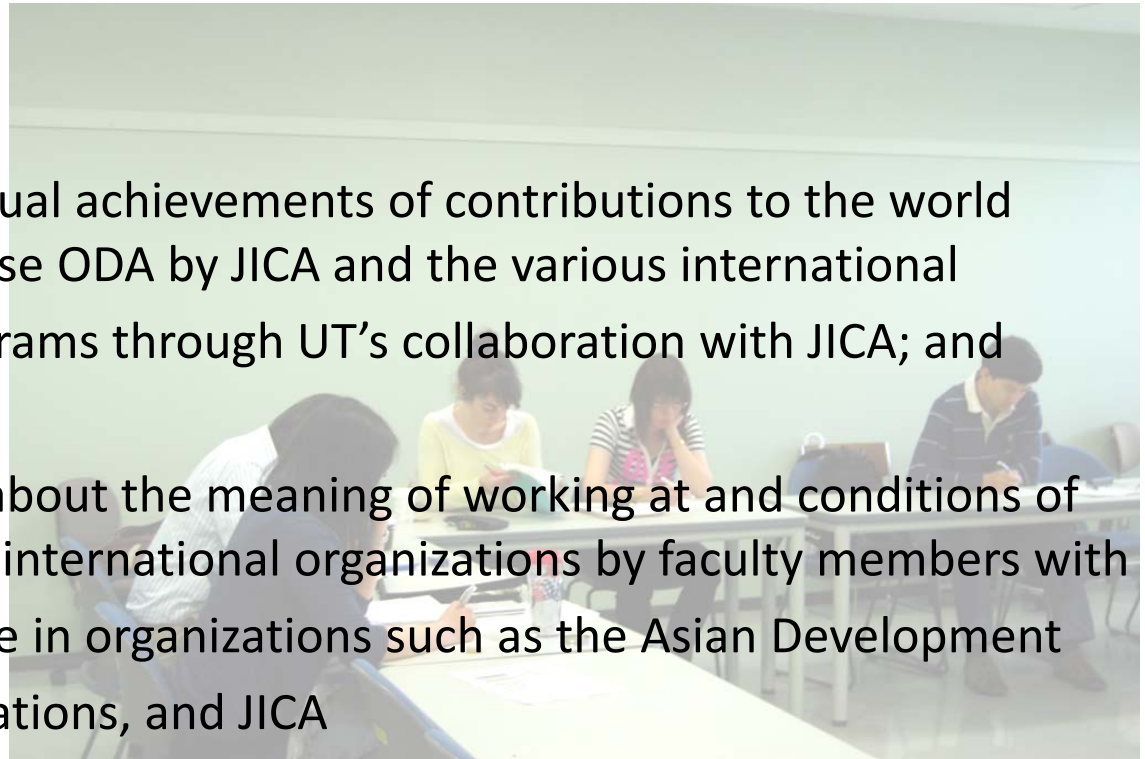 ual achievements of contributions to the world
se ODA by JICA and the various international
rams through UT’s collaboration with JICA; and
about the meaning of working at and conditions of
international organizations by faculty members with
e in organizations such as the Asian Development
ations, and JICA